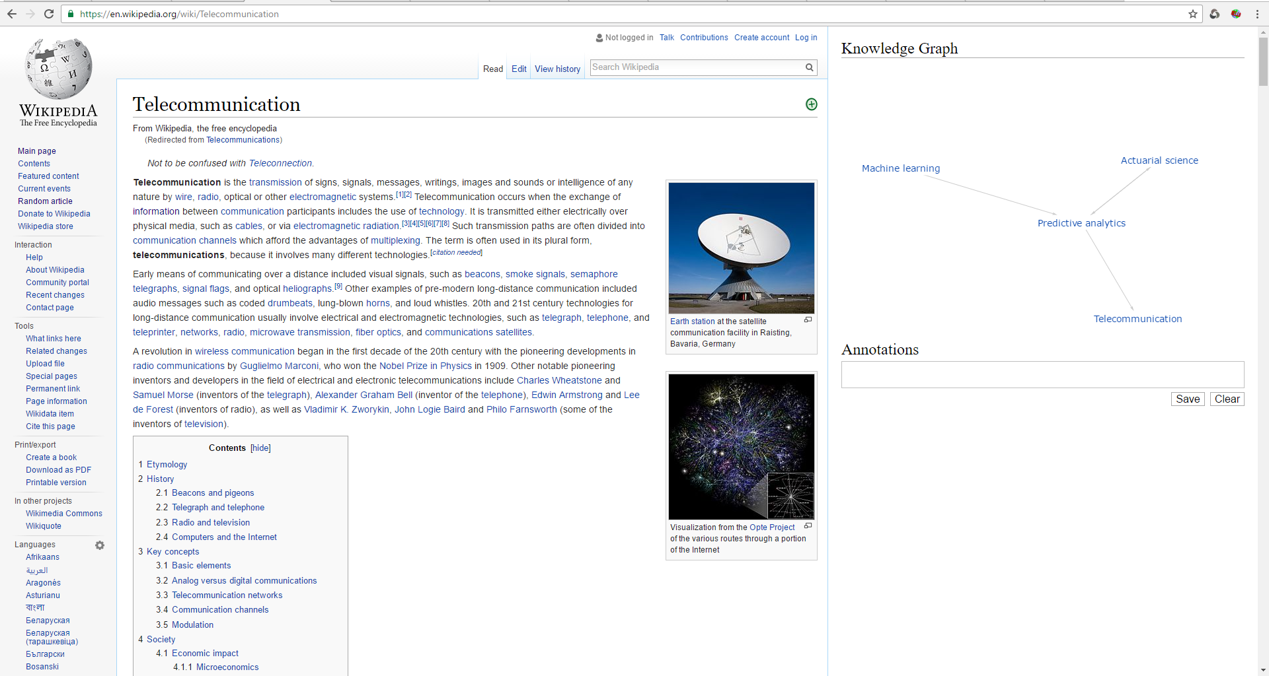 https://en.wikipedia.org/wiki/Telecommunication
WIKIPEDIA
The Free Encyclopedia
Main page
Contents
Featured content
Current events
Random article
Donate to Wikipedia
Wikipedia store
Interaction
Help
About Wikipedia
Community portal
Recent changes
Contact page
Tools
What links here
Related changes
Upload file
Special pages
Permanent link
Page information
Wikidata item
Cite this page
Print/export
Create a book
Download as PDF
Printable version
In other projects
Wikimedia Commons
Wikiquote
Languages
Afrikaans
العربية
Aragonés
Asturianu
বাংলা
Беларуская
Беларуская
(тарашкевіца)
Български
Bosanski
Not logged in Talk Contributions Create account Log in
Read Edit View history Search Wikipedia
Telecommunication
From Wikipedia, the free encyclopedia
(Redirected from Telecommunications)
Not to be confused with Teleconnection.
Telecommunication is the transmission of signs, signals, messages, writings, images and sounds or intelligence of any
nature by wire, radio, optical or other electromagnetic systems.[1][2] Telecommunication occurs when the exchange of
information between communication participants includes the use of technology. It is transmitted either electrically over
physical media, such as cables, or via electromagnetic radiation.[3][4][5][6][7][8] Such transmission paths are often divided into
communication channels which afford the advantages of multiplexing. The term is often used in its plural form,
telecommunications, because it involves many different technologies.[citation needed]
Early means of communicating over a distance included visual signals, such as beacons, smoke signals, semaphore
telegraphs, signal flags, and optical heliographs.[9] Other examples of pre-modern long-distance communication included
audio messages such as coded drumbeats, lung-blown horns, and loud whistles. 20th and 21st century technologies for
long-distance communication usually involve electrical and electromagnetic technologies, such as telegraph, telephone, and
teleprinter, networks, radio, microwave transmission, fiber optics, and communications satellites.
A revolution in wireless communication began in the first decade of the 20th century with the pioneering developments in
radio communications by Guglielmo Marconi, who won the Nobel Prize in Physics in 1909. Other notable pioneering
inventors and developers in the field of electrical and electronic telecommunications include Charles Wheatstone and
Samuel Morse (inventors of the telegraph), Alexander Graham Bell (inventor of the telephone), Edwin Armstrong and Lee
de Forest (inventors of radio), as well as Vladimir K. Zworykin, John Logie Baird and Philo Farnsworth (some of the
inventors of television).
Earth station at the satellite
communication facility in Raisting,
Bavaria, Germany
Visualization from the Opte Project
of the various routes through a portion
of the Internet
Contents [hide]
1 Etymology
2 History
2.1 Beacons and pigeons
2.2 Telegraph and telephone
2.3 Radio and television
2.4 Computers and the Internet
3 Key concepts
3.1 Basic elements
3.2 Analog versus digital communications
3.3 Telecommunication networks
3.4 Communication channels
3.5 Modulation
4 Society
4.1 Economic impact
4.1.1 Microeconomics
Knowledge Graph
Machine learning
Actuarial science
Predictive analytics
Telecommunication
Annotations
Save Clear